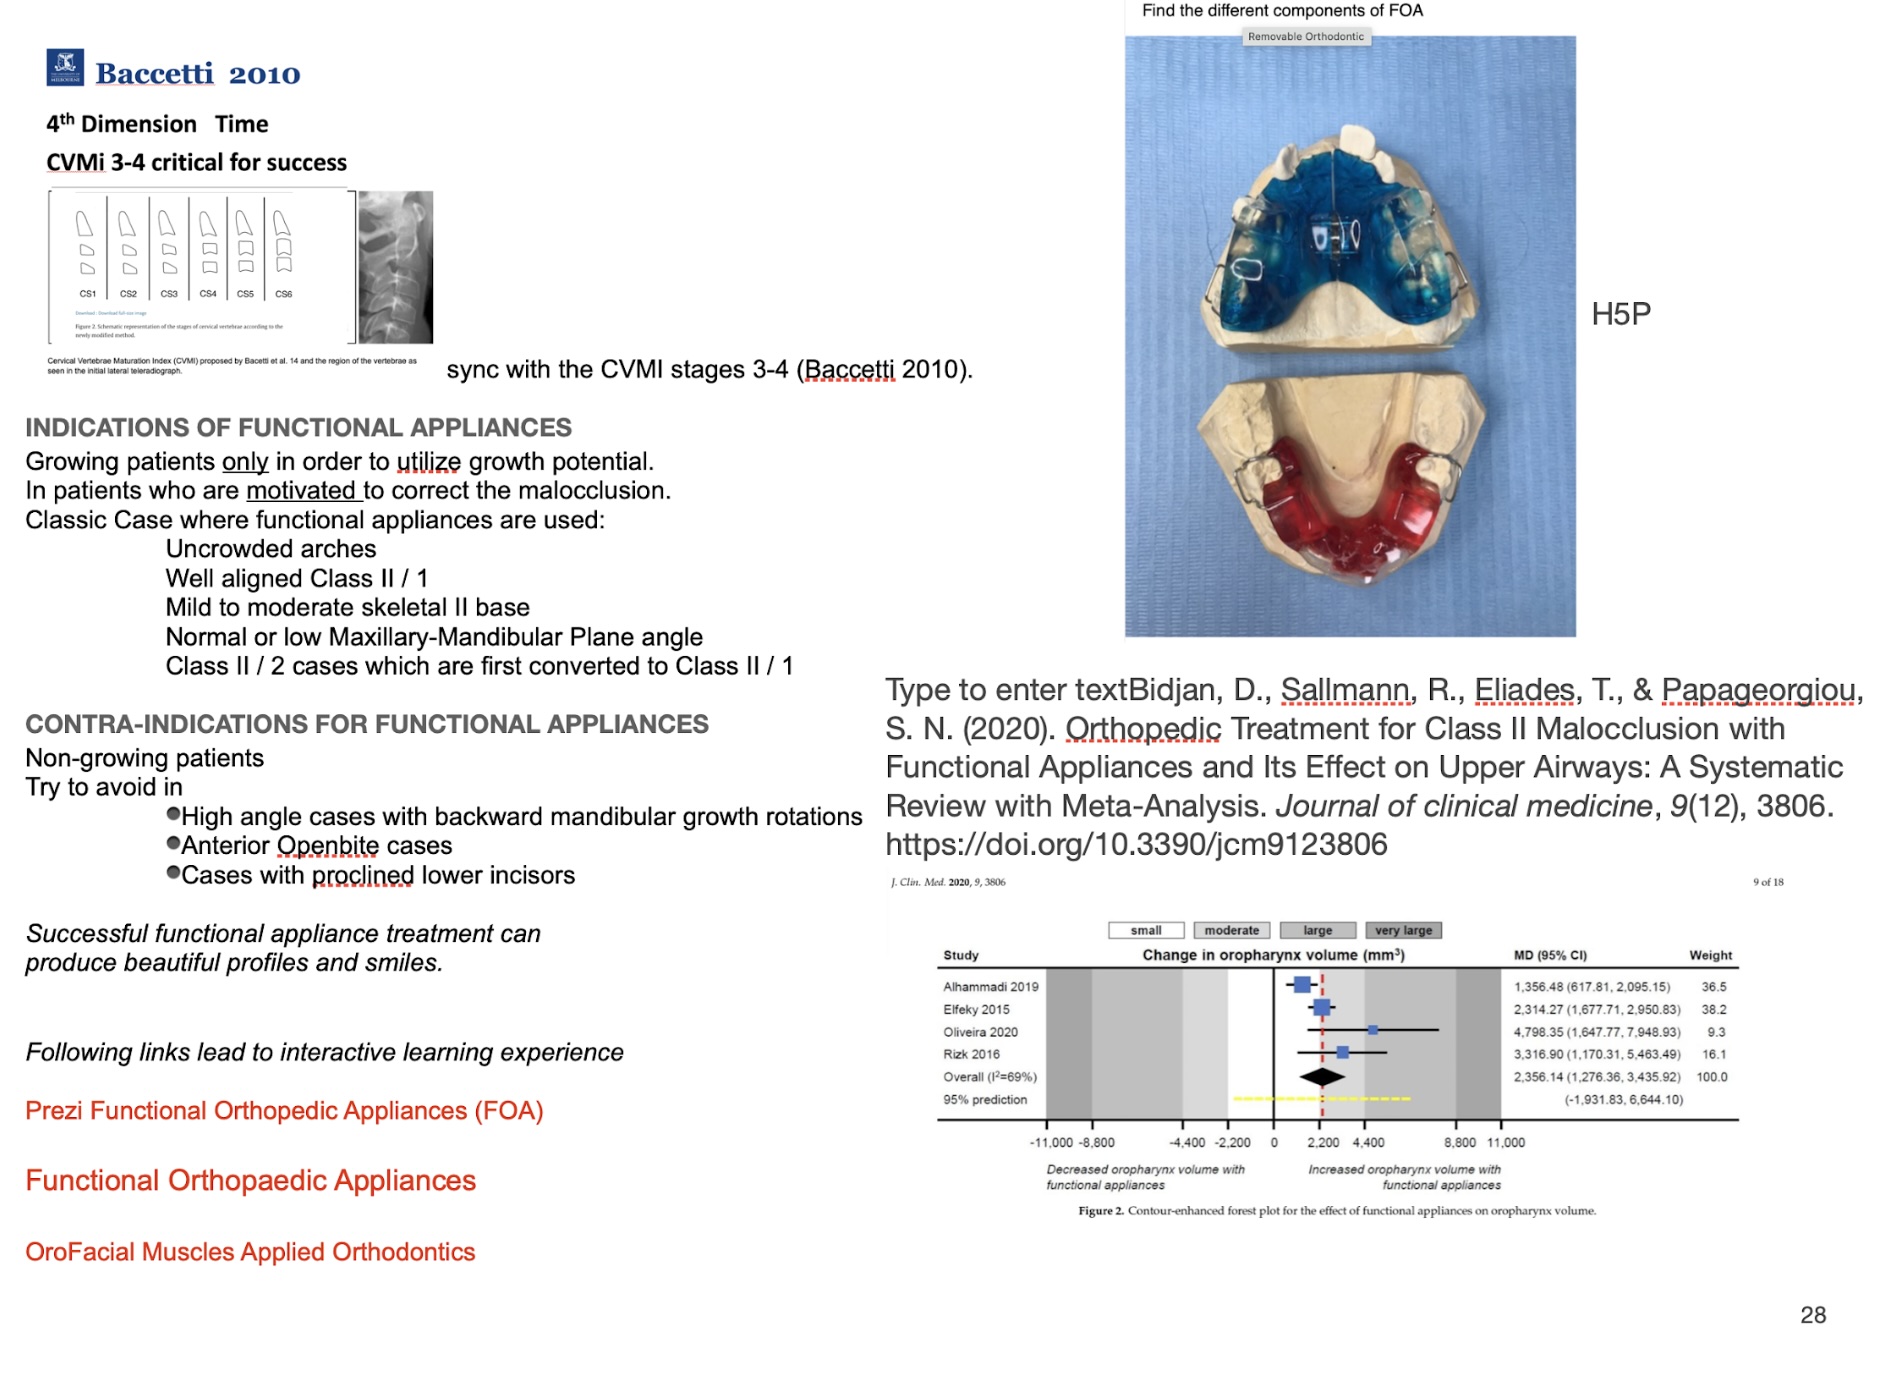 Baccetti 2010
4th Dimension Time
CVMi 3-4 critical for success
CS1 CS2 CS3 CS4 CS5 CS6
Download : Download full-size image
Figure 2. Schematic representation of the stages of cervical vertebrae according to the
newly modified method.
Cervical Vertebrae Maturation Index (CVMI) proposed by Bacetti et al. 14 and the region of the vertebrae as
seen in the initial lateral teleradiograph.
sync with the CVMI stages 3-4 (Baccetti 2010).
INDICATIONS OF FUNCTIONAL APPLIANCES
Growing patients only in order to utilize growth potential.
In patients who are motivated to correct the malocclusion.
Classic Case where functional appliances are used:
Uncrowded arches
Well aligned Class II / 1
Mild to moderate skeletal II base
Normal or low Maxillary-Mandibular Plane angle
Class II / 2 cases which are first converted to Class II / 1
CONTRA-INDICATIONS FOR FUNCTIONAL APPLIANCES
Non-growing patients
Try to avoid in
●High angle cases with backward mandibular growth rotations
●Anterior Openbite cases
●Cases with proclined lower incisors
Successful functional appliance treatment can
produce beautiful profiles and smiles.
Following links lead to interactive learning experience
Prezi Functional Orthopedic Appliances (FOA)
Functional Orthopaedic Appliances
OroFacial Muscles Applied Orthodontics
Find the different components of FOA
Removable Orthodontic
H5P
Type to enter textBidjan, D., Sallmann, R., Eliades, T., & Papageorgiou,
S. N. (2020). Orthopedic Treatment for Class II Malocclusion with
Functional Appliances and Its Effect on Upper Airways: A Systematic
Review with Meta-Analysis. Journal of clinical medicine, 9(12), 3806.
https://doi.org/10.3390/jcm9123806
J. Clin. Med. 2020, 9, 3806 9 of 18
small moderate large very large
Study Change in oropharynx volume (mm³) MD (95% CI) Weight
Alhammadi 2019 1,356.48 (617.81, 2,095.15) 36.5
Elfeky 2015 2,314.27 (1,677.71, 2,950.83) 38.2
Oliveira 2020 4,798.35 (1,647.77, 7,948.93) 9.3
Rizk 2016 3,316.90 (1,170.31, 5,463.49) 16.1
Overall (I²=69%) 2,356.14 (1,276.36, 3,435.92) 100.0
95% prediction (-1,931.83, 6,644.10)
-11,000 -8,800 -4,400 -2,200 0 2,200 4,400 8,800 11,000
Decreased oropharynx volume with Increased oropharynx volume with
functional appliances functional appliances
Figure 2. Contour-enhanced forest plot for the effect of functional appliances on oropharynx volume.
28